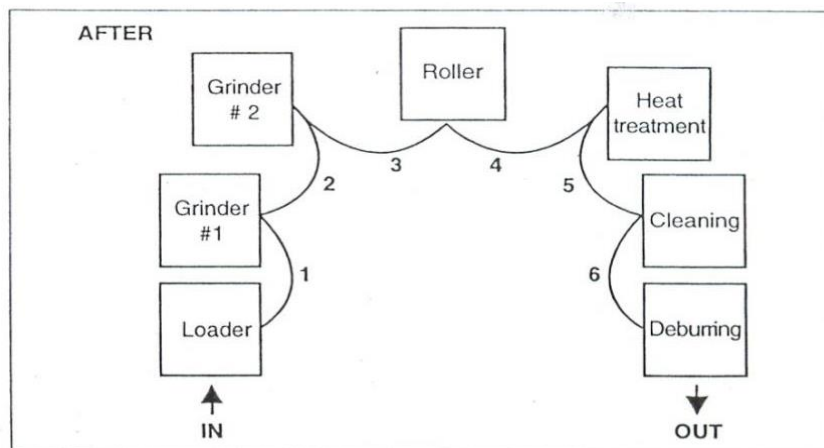 AFTER
Grinder
# 2
Roller
Heat
treatment
3
4
2
5
Grinder
#1
Cleaning
1
6
Loader
Deburring
IN
OUT